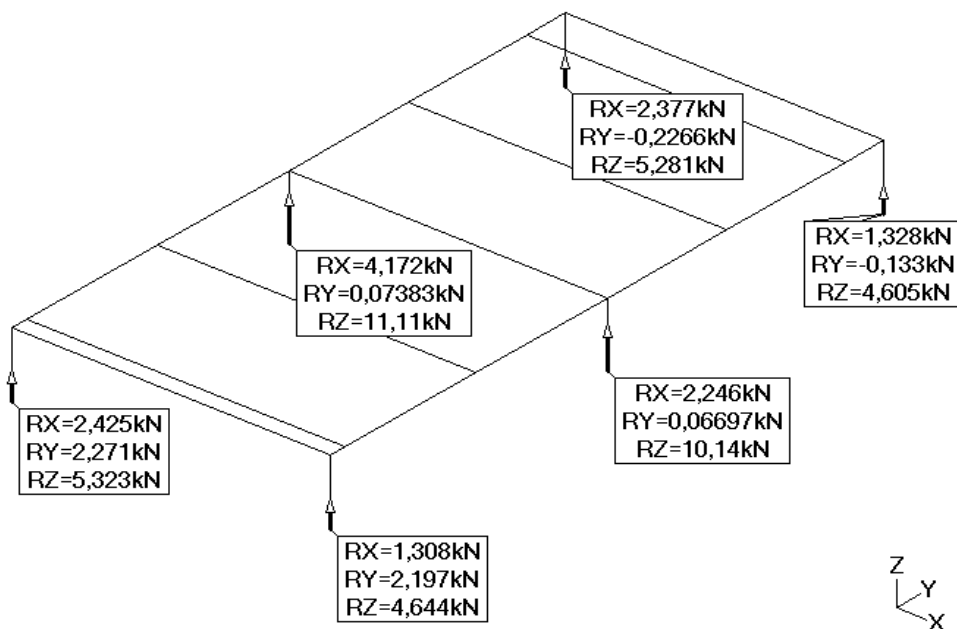 RX=2,377kN
RY=-0,2266kN
RZ=5,281kN
RX=1,328kN
RY=-0,133kN
RZ=4,605kN
RX=4,172kN
RY=0,07383kN
RZ=11,11kN
RX=2,246kN
RY=0,06697kN
RZ=10,14kN
RX=2,425kN
RY=2,271kN
RZ=5,323kN
RX=1,308kN
RY=2,197kN
RZ=4,644kN
Z
Y
X